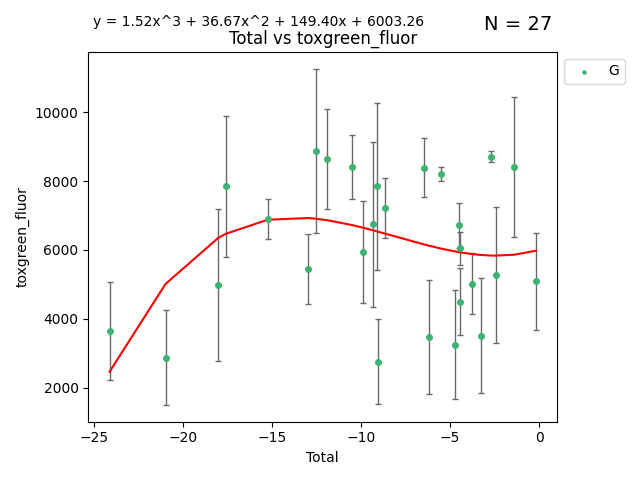 y = 1.52x^3 + 36.67x^2 + 149.40x + 6003.26
N = 27
Total vs toxgreen_fluor
G
10000
8000
6000
4000
2000
toxgreen_fluor
−25 −20 −15 −10 −5 0
Total